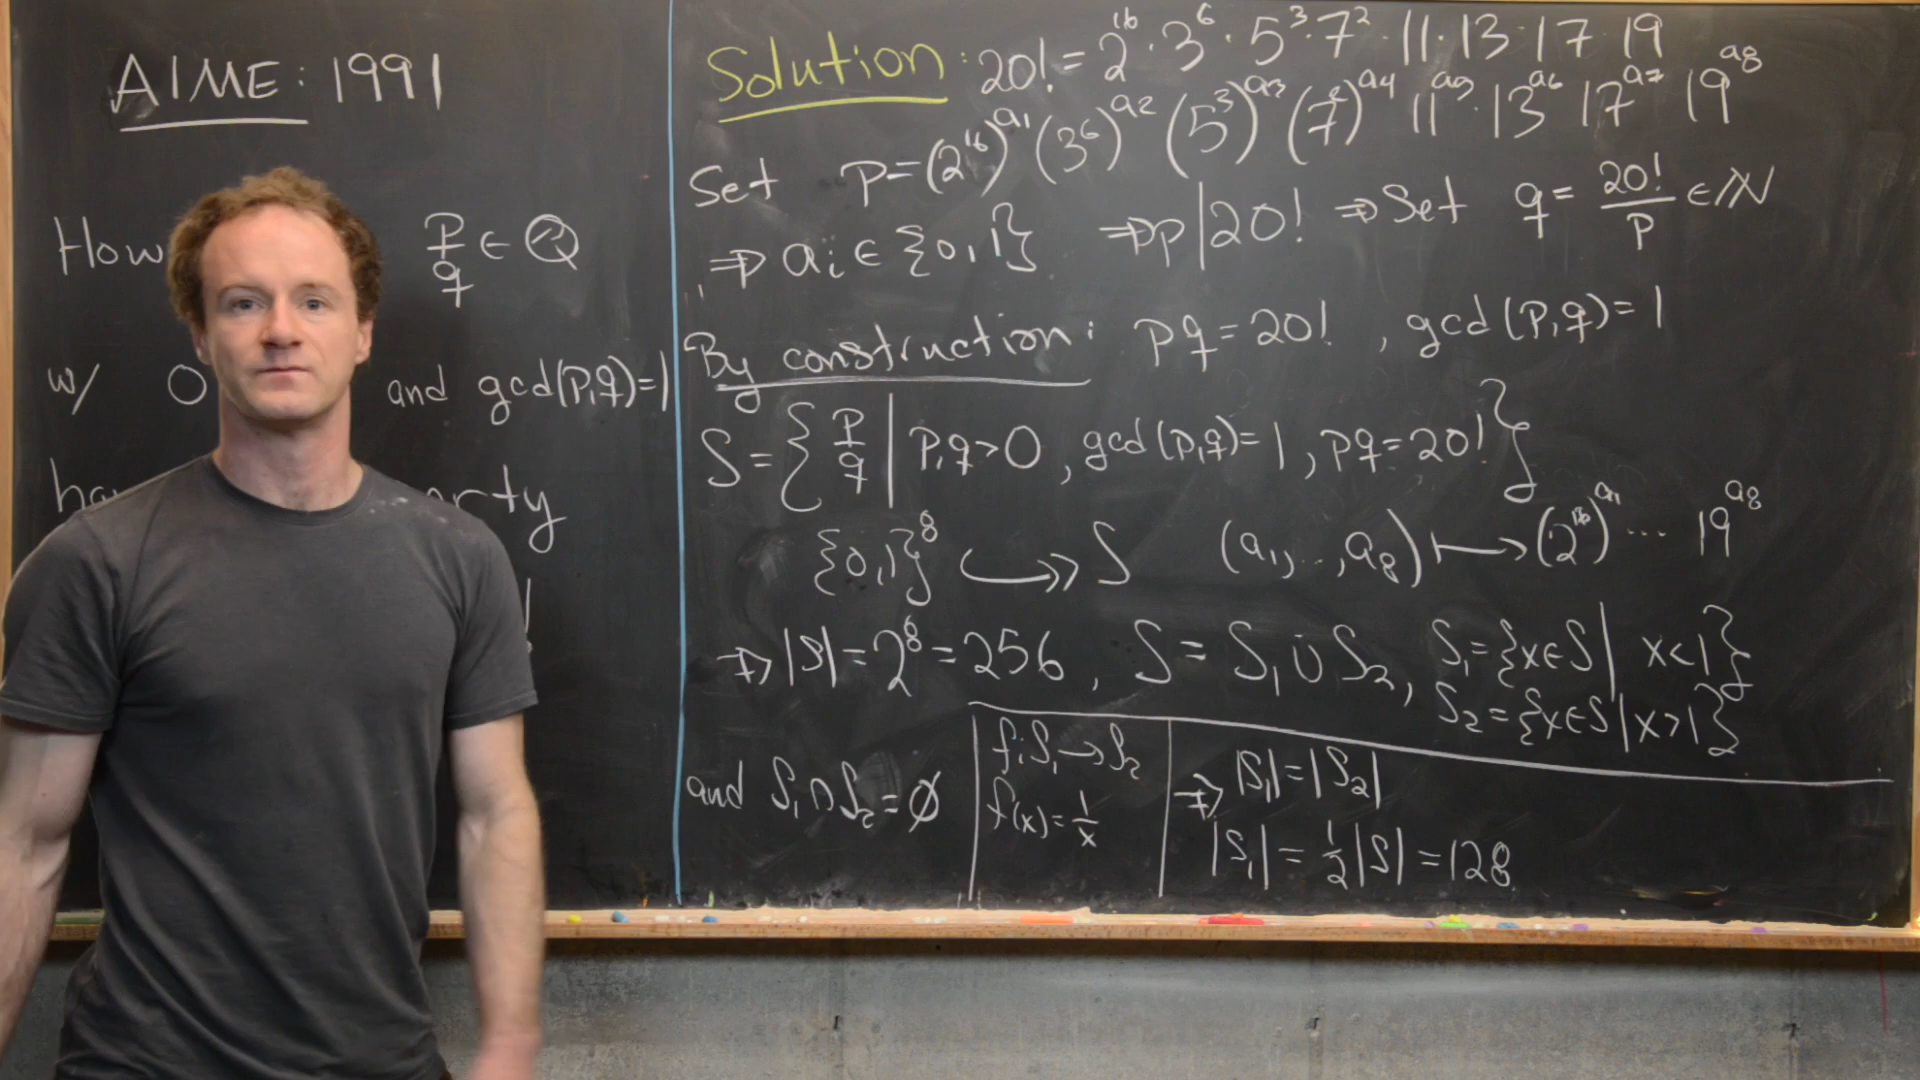 AIME: 1991
How p/q ∈ ℚ
w/ 0 and gcd(p,q)=1
Solution: 20! = 2^16 · 3^6 · 5^3 · 7^2 · 11 · 13 · 17 · 19
Set p = (2^16)^a1 (3^6)^a2 (5^3)^a3 (7^2)^a4 11^a5 · 13^a6 17^a7 19^a8
⇒ ai ∈ {0,1} ⇒ p | 20! ⇒ Set q = 20!/p ∈ ℕ
By construction: pq = 20! , gcd(p,q) = 1
S = { p/q | p,q > 0 , gcd(p,q) = 1 , pq = 20! }
{0,1}^8 ↪↠ S (a1,...,a8) ↦ (2^16)^a1 ... 19^a8
⇒ |S| = 2^8 = 256 , S = S1 ∪̇ S2 , S1 = {x ∈ S | x < 1}
S2 = {x ∈ S | x > 1}
and S1 ∩ S2 = ∅
f: S1 → S2
f(x) = 1/x
⇒ |S1| = |S2|
|S1| = 1/2 |S| = 128